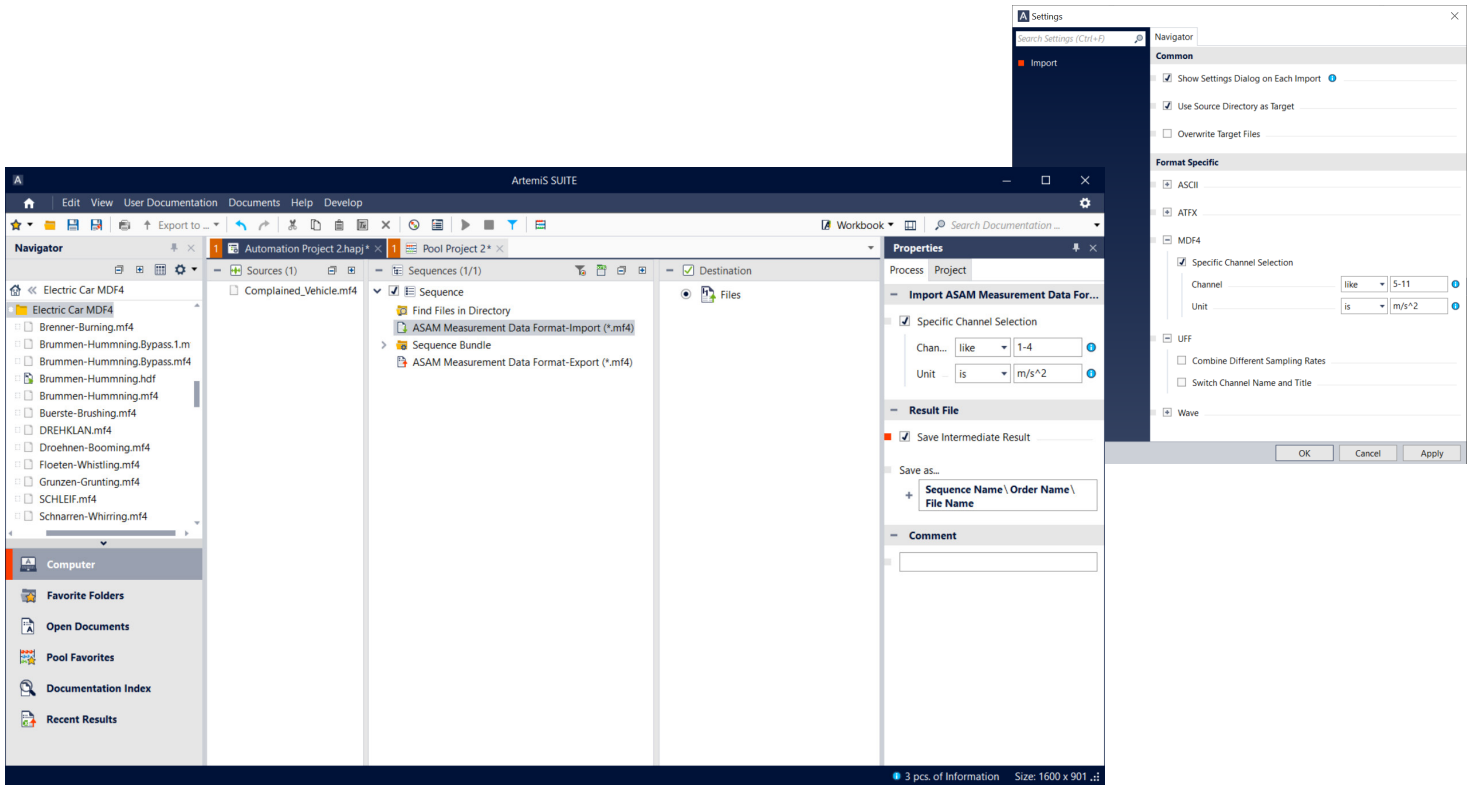 Settings
Search Settings (Ctrl+F)
Import
Navigator
Common
Show Settings Dialog on Each Import
Use Source Directory as Target
Overwrite Target Files
Format Specific
ASCII
ATFX
MDF4
Specific Channel Selection
Channel like 5-11
Unit is m/s^2
UFF
Combine Different Sampling Rates
Switch Channel Name and Title
Wave
OK Cancel Apply
ArtemiS SUITE
Edit View User Documentation Documents Help Develop
Export to ...
Workbook
Search Documentation ...
Navigator
Electric Car MDF4
Electric Car MDF4
Brenner-Burning.mf4
Brummen-Hummning.Bypass.1.m
Brummen-Hummning.Bypass.mf4
Brummen-Hummning.hdf
Brummen-Hummning.mf4
Buerste-Brushing.mf4
DREHKLAN.mf4
Droehnen-Booming.mf4
Floeten-Whistling.mf4
Grunzen-Grunting.mf4
SCHLEIF.mf4
Schnarren-Whirring.mf4
Computer
Favorite Folders
Open Documents
Pool Favorites
Documentation Index
Recent Results
1 Automation Project 2.hapj*
1 Pool Project 2*
Sources (1)
Complained_Vehicle.mf4
Sequences (1/1)
Sequence
Find Files in Directory
ASAM Measurement Data Format-Import (*.mf4)
Sequence Bundle
ASAM Measurement Data Format-Export (*.mf4)
Destination
Files
Properties
Process Project
Import ASAM Measurement Data For...
Specific Channel Selection
Chan... like 1-4
Unit is m/s^2
Result File
Save Intermediate Result
Save as...
Sequence Name \ Order Name \
File Name
Comment
3 pcs. of Information Size: 1600 x 901